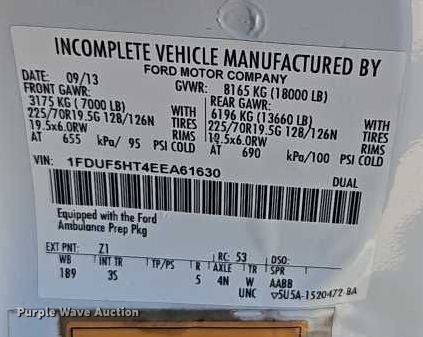 INCOMPLETE VEHICLE MANUFACTURED BY
FORD MOTOR COMPANY
DATE: 09/13 GVWR: 8165 KG (18000 LB)
FRONT GAWR: REAR GAWR:
3175 KG ( 7000 LB) WITH 6196 KG (13660 LB) WITH
225/70R19.5G 128/126N TIRES 225/70R19.5G 128/126N TIRES
19.5x6.0RW RIMS 19.5x6.0RW RIMS
AT 655 kPa/ 95 PSI COLD AT 690 kPa/100 PSI COLD
VIN: 1FDUF5HT4EEA61630
DUAL
Equipped with the Ford
Ambulance Prep Pkg
EXT PNT: Z1 RC: 53 DSO:
WB INT TR TP/PS R AXLE TR SPR
189 3S 5 4N W AABB
UNC 5U5A-1520472-BA
Purple Wave Auction